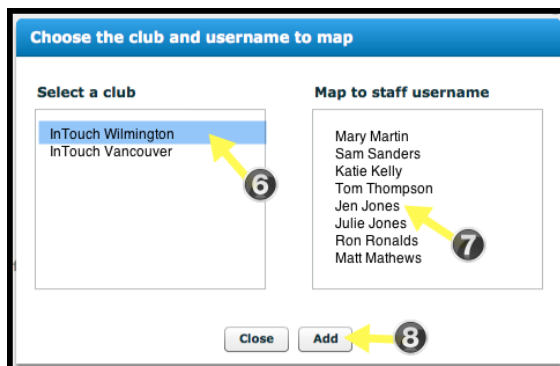 Choose the club and username to map
Select a club
InTouch Wilmington
InTouch Vancouver
6
Map to staff username
Mary Martin
Sam Sanders
Katie Kelly
Tom Thompson
Jen Jones
Julie Jones
Ron Ronalds
Matt Mathews
7
Close Add 8